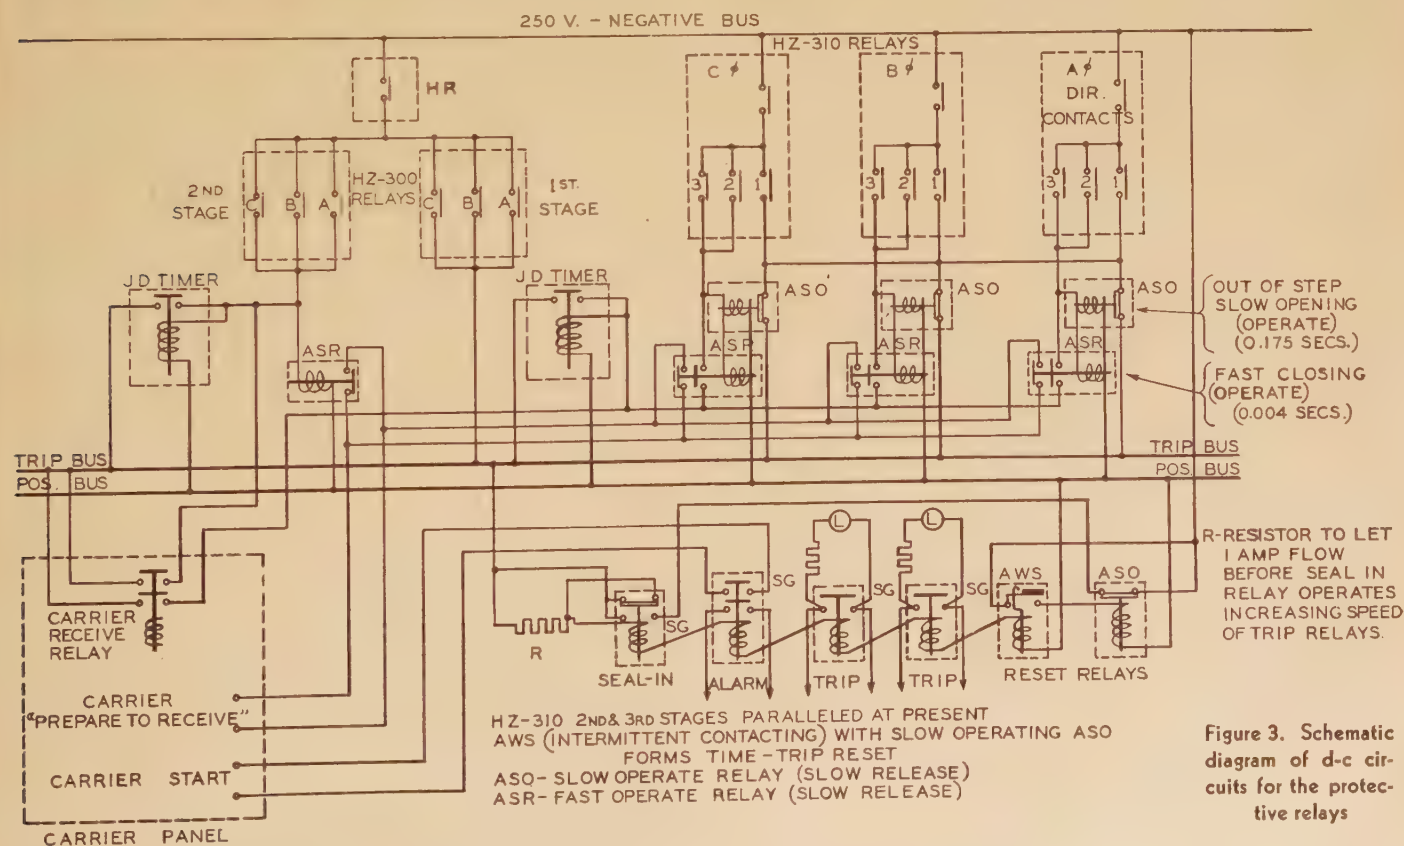 250 V. - NEGATIVE BUS
HZ-310 RELAYS
HR
C ϕ
B ϕ
A ϕ
DIR.
CONTACTS
3 2 1
3 2 1
3 2 1
2ND
STAGE
C B A
HZ-300
RELAYS
C B A
1ST.
STAGE
JD TIMER
JD TIMER
ASO
ASO
ASO
OUT OF STEP
SLOW OPENING
(OPERATE)
(0.175 SECS.)
ASR
ASR
ASR
ASR
FAST CLOSING
(OPERATE)
(0.004 SECS.)
TRIP BUS
TRIP BUS
POS. BUS
POS. BUS
L
L
R-RESISTOR TO LET
1 AMP FLOW
BEFORE SEAL IN
RELAY OPERATES
INCREASING SPEED
OF TRIP RELAYS.
SG
SG
SG
AWS
ASO
CARRIER
RECEIVE
RELAY
R
SG
SEAL-IN
ALARM
TRIP
TRIP
RESET RELAYS
CARRIER
"PREPARE TO RECEIVE"
CARRIER START
CARRIER PANEL
HZ-310 2ND & 3RD STAGES PARALLELED AT PRESENT
AWS (INTERMITTENT CONTACTING) WITH SLOW OPERATING ASO
FORMS TIME-TRIP RESET
ASO- SLOW OPERATE RELAY (SLOW RELEASE)
ASR- FAST OPERATE RELAY (SLOW RELEASE)
Figure 3. Schematic
diagram of d-c cir-
cuits for the protec-
tive relays